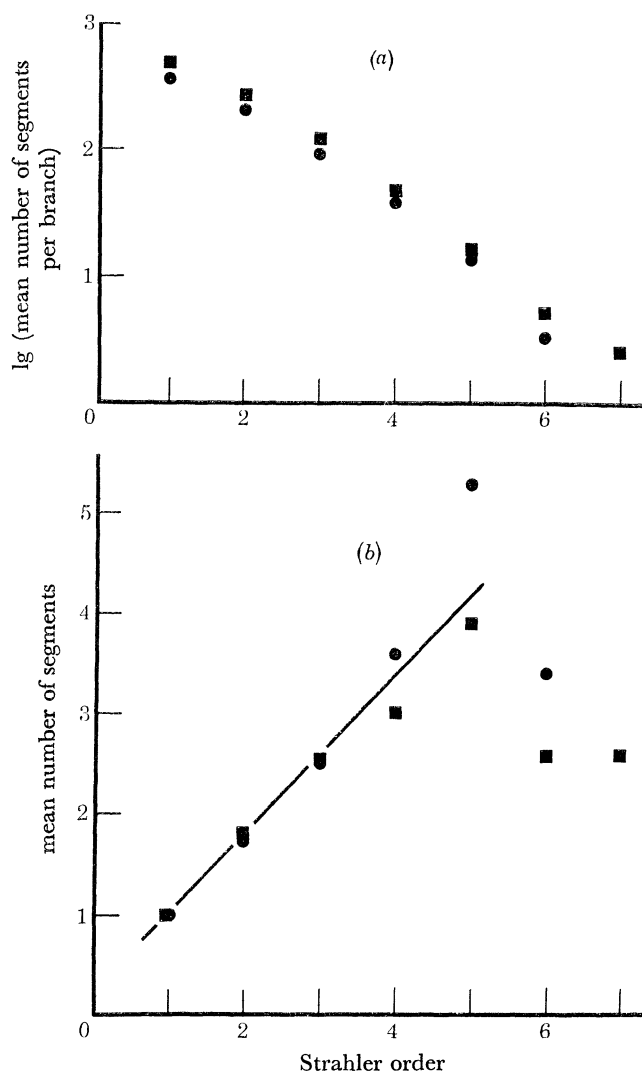 3
(a)
2
1
0
2
4
6
lg (mean number of segments
per branch)
5
(b)
4
3
2
1
0
2
4
6
mean number of segments
Strahler order